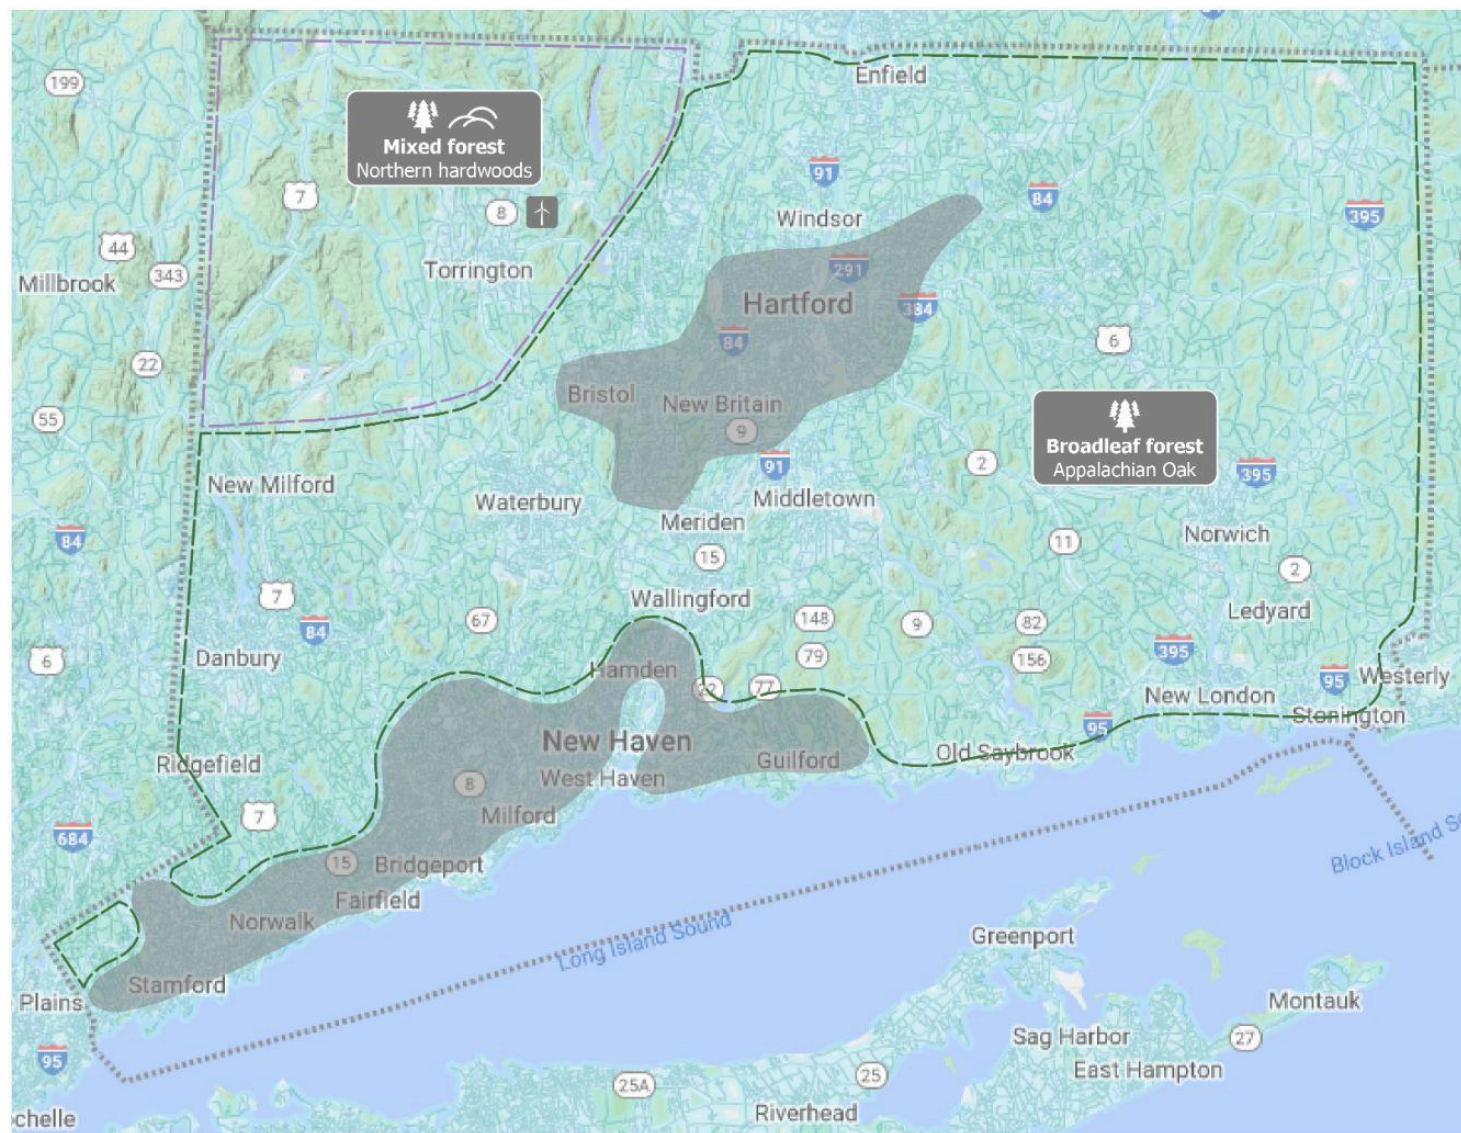 Enfield
199
Mixed forest
Northern hardwoods
91
84
7
8
395
Windsor
44
343
Torrington
291
Millbrook
Hartford
384
84
6
22
Bristol
New Britain
55
9
Broadleaf forest
Appalachian Oak
91
2
395
New Milford
Waterbury
Middletown
Meriden
84
Norwich
15
11
2
7
Wallingford
67
148
9
82
Ledyard
84
6
Danbury
79
156
395
Hamden
22
77
95
Westerly
New London
Stonington
95
New Haven
Old Saybrook
Ridgefield
West Haven
Guilford
8
7
Milford
684
15
Bridgeport
Block Island So
Fairfield
Norwalk
Long Island Sound
Greenport
Stamford
Plains
Montauk
Sag Harbor
27
95
East Hampton
25A
25
Riverhead
chelle